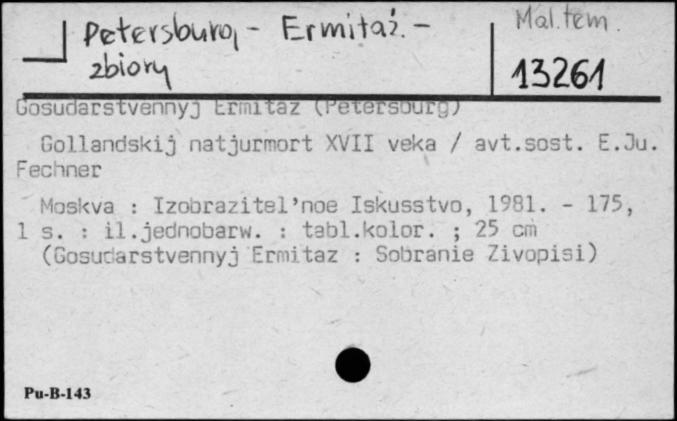 Petersburg - Ermitaż. -
zbiory
Mal.tem.
13261
Gosudarstvennyj Ermitaz (Petersburg)
Gollandskij natjurmort XVII veka / avt.sost. E.Ju.
Fechner
Moskva : Izobrazitel'noe Iskusstvo, 1981. - 175,
1 s. : il.jednobarw. : tabl.kolor. ; 25 cm
(Gosudarstvennyj Ermitaz : Sobranie Zivopisi)
Pu-B-143